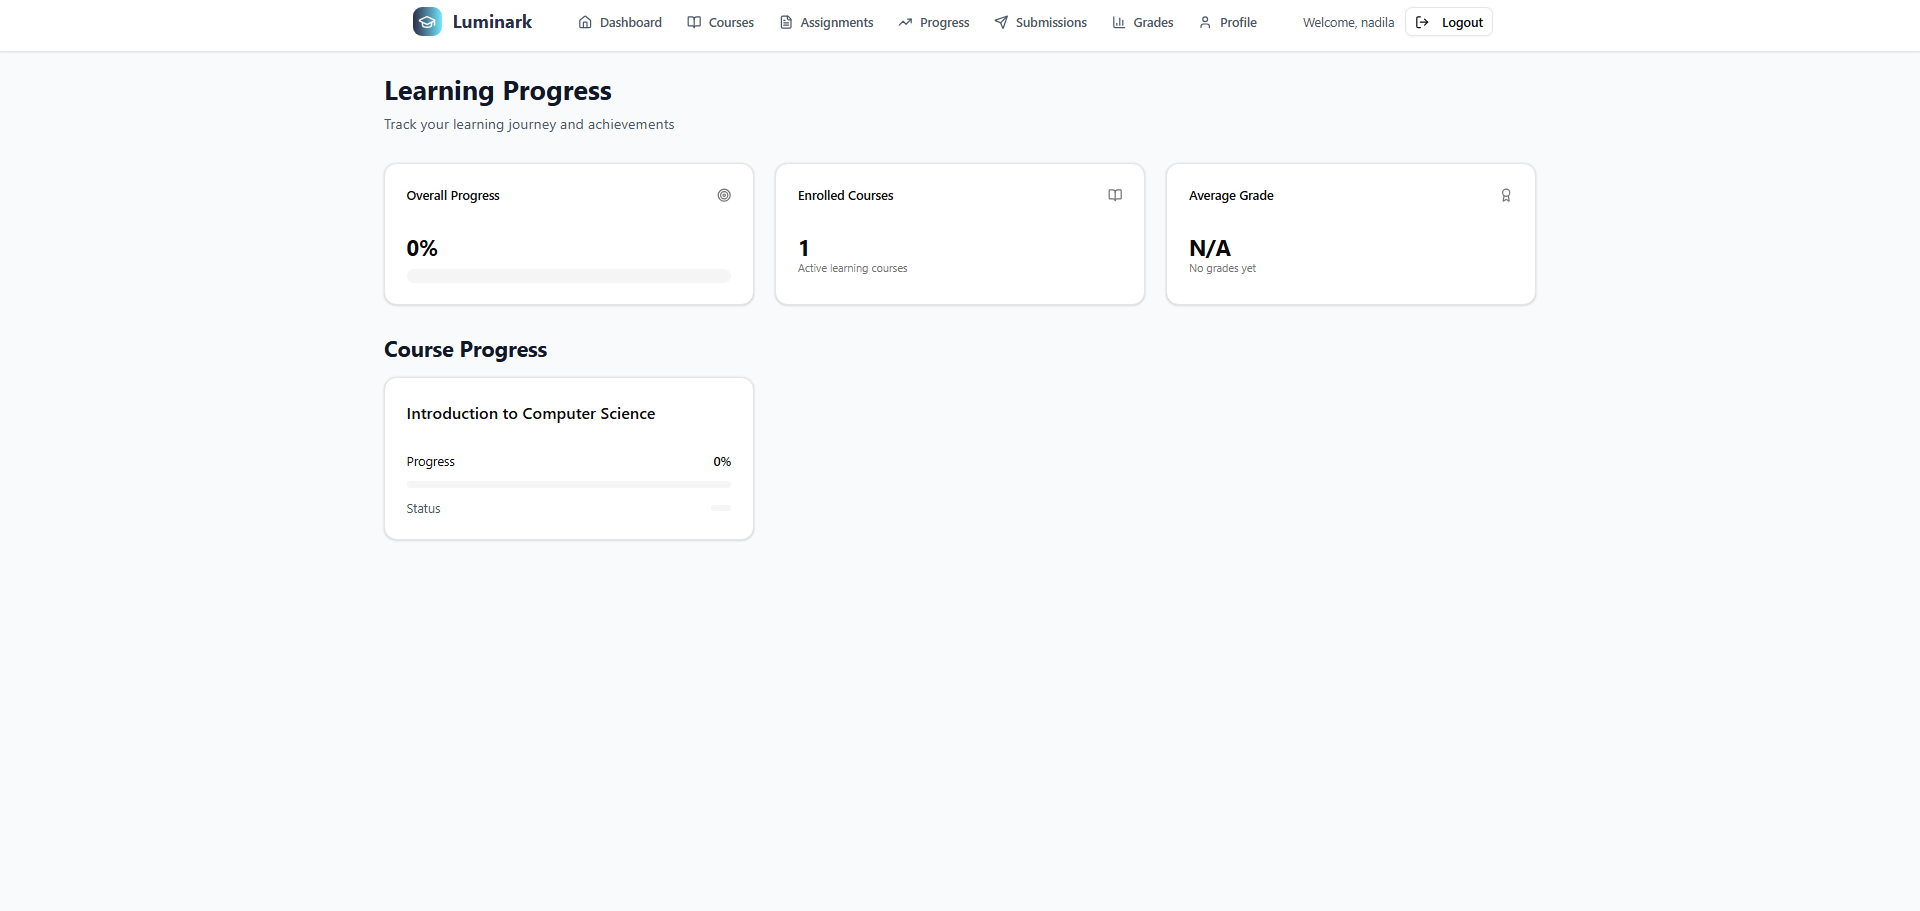 Luminark
Dashboard
Courses
Assignments
Progress
Submissions
Grades
Profile
Welcome, nadila
Logout
Learning Progress
Track your learning journey and achievements
Overall Progress
0%
Enrolled Courses
1
Active learning courses
Average Grade
N/A
No grades yet
Course Progress
Introduction to Computer Science
Progress 0%
Status